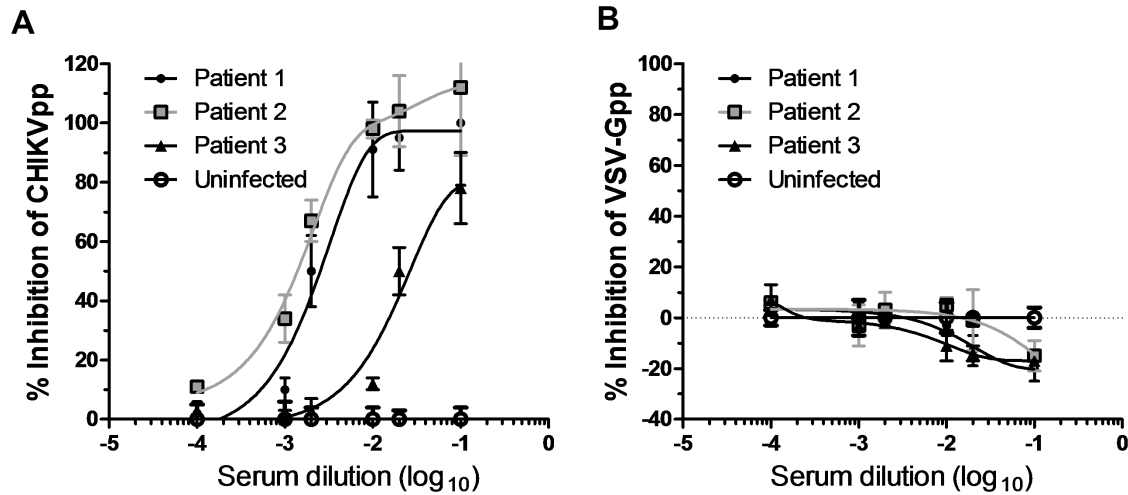 A
% Inhibition of CHIKVpp
120
100
80
60
40
20
0
Patient 1
Patient 2
Patient 3
Uninfected
-5
-4
-3
-2
-1
0
Serum dilution (log10)
B
% Inhibition of VSV-Gpp
100
80
60
40
20
0
-20
-40
Patient 1
Patient 2
Patient 3
Uninfected
-5
-4
-3
-2
-1
0
Serum dilution (log10)